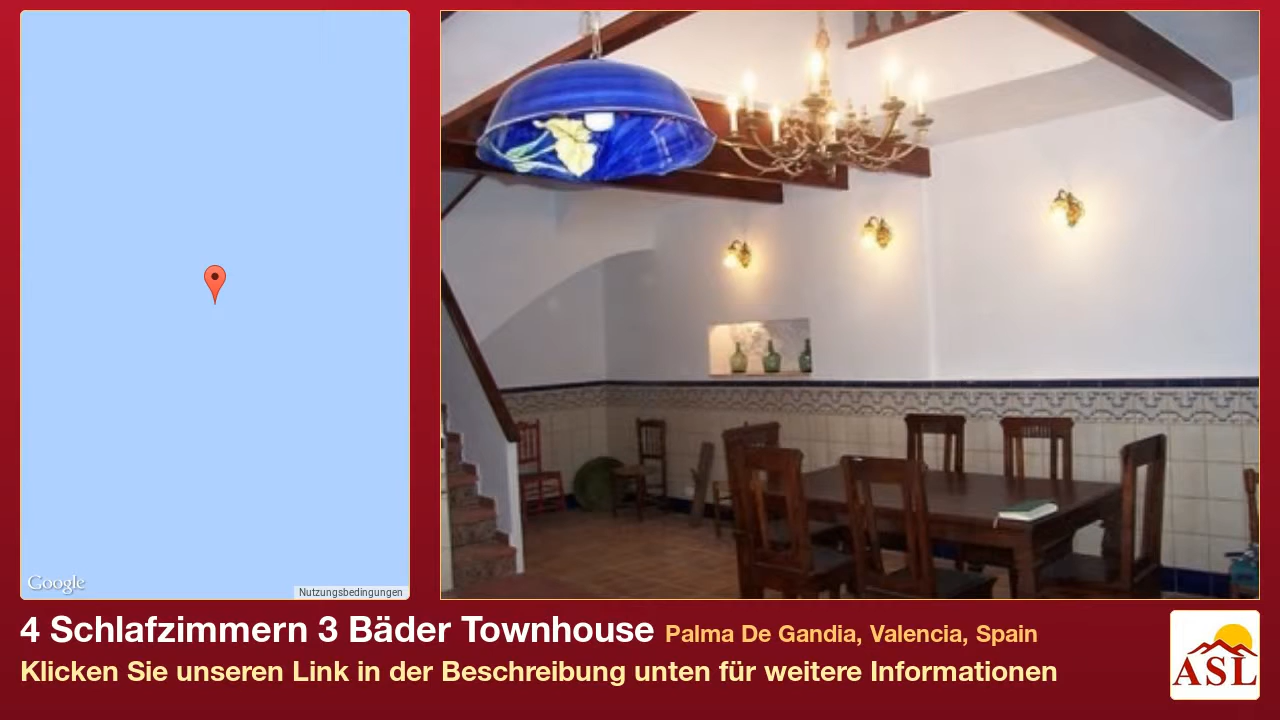 Google
Nutzungsbedingungen
4 Schlafzimmern 3 Bäder Townhouse Palma De Gandia, Valencia, Spain
Klicken Sie unseren Link in der Beschreibung unten für weitere Informationen
ASL